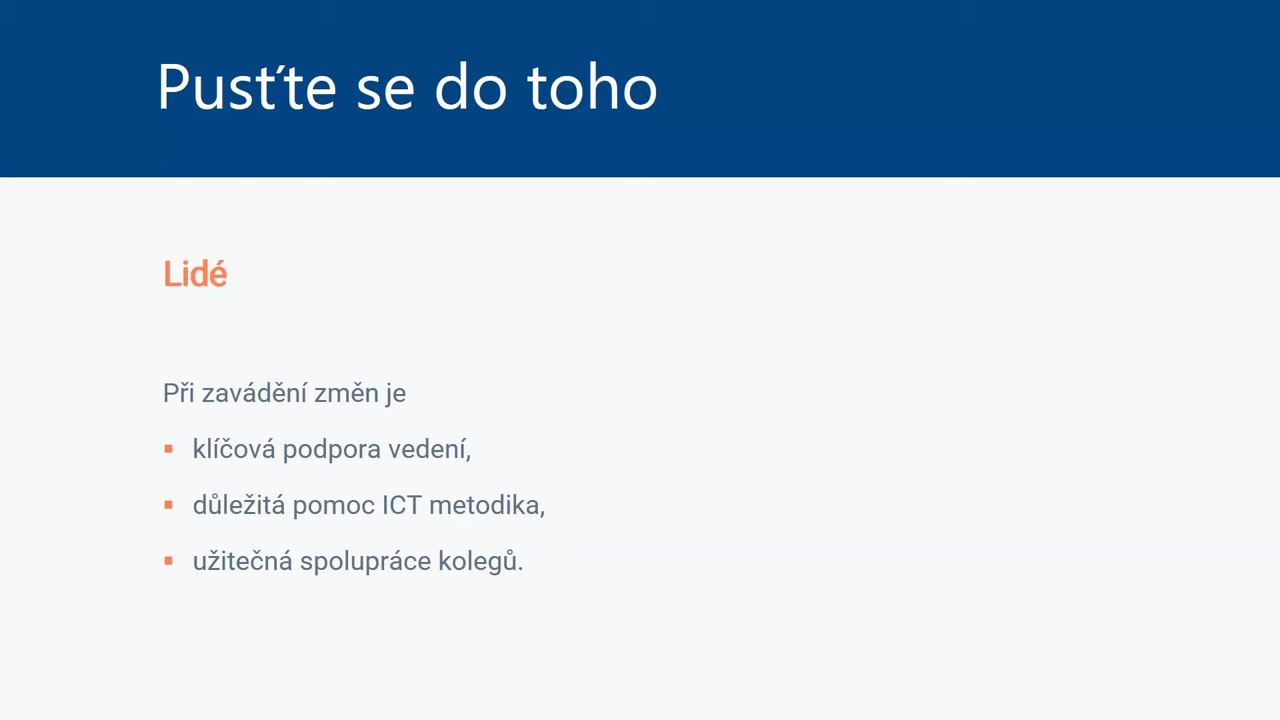 Pusťte se do toho
Lidé
Při zavádění změn je
▪ klíčová podpora vedení,
▪ důležitá pomoc ICT metodika,
▪ užitečná spolupráce kolegů.